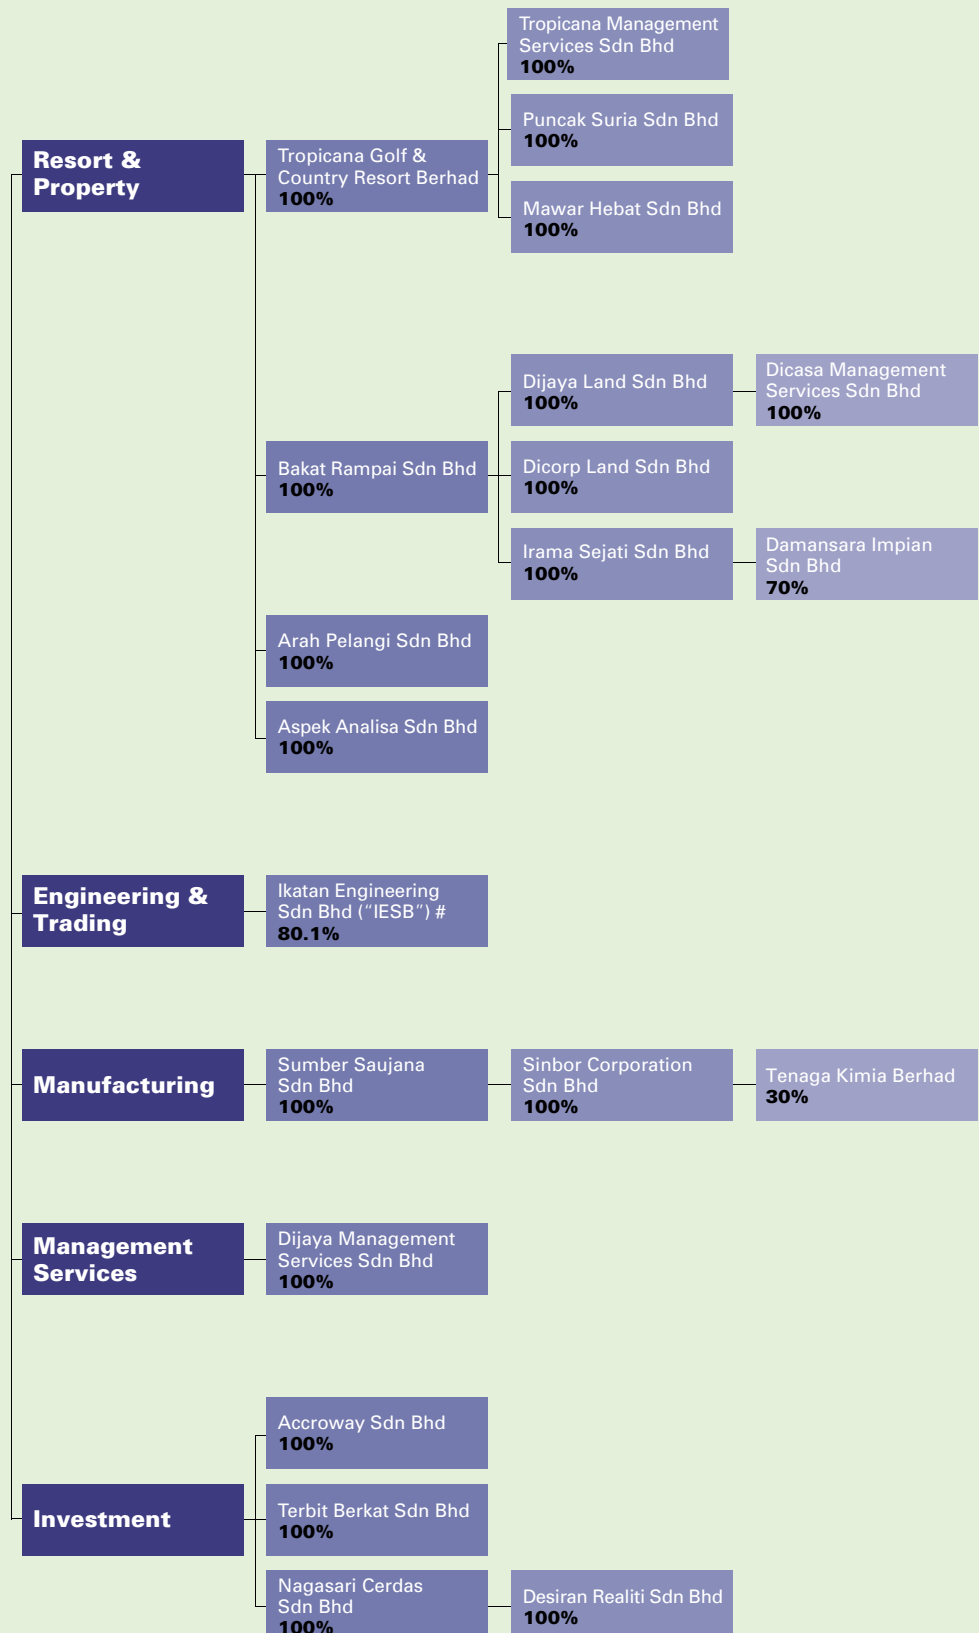 Resort &
Property
Tropicana Golf &
Country Resort Berhad
100%
Tropicana Management
Services Sdn Bhd
100%
Puncak Suria Sdn Bhd
100%
Mawar Hebat Sdn Bhd
100%
Bakat Rampai Sdn Bhd
100%
Dijaya Land Sdn Bhd
100%
Dicasa Management
Services Sdn Bhd
100%
Dicorp Land Sdn Bhd
100%
Irama Sejati Sdn Bhd
100%
Damansara Impian
Sdn Bhd
70%
Arah Pelangi Sdn Bhd
100%
Aspek Analisa Sdn Bhd
100%
Engineering &
Trading
Ikatan Engineering
Sdn Bhd (“IESB”) #
80.1%
Manufacturing
Sumber Saujana
Sdn Bhd
100%
Sinbor Corporation
Sdn Bhd
100%
Tenaga Kimia Berhad
30%
Management
Services
Dijaya Management
Services Sdn Bhd
100%
Investment
Accroway Sdn Bhd
100%
Terbit Berkat Sdn Bhd
100%
Nagasari Cerdas
Sdn Bhd
100%
Desiran Realiti Sdn Bhd
100%